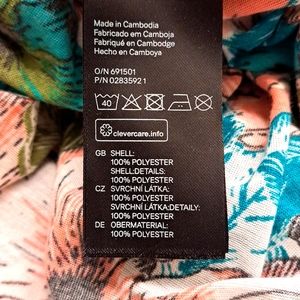 Made in Cambodia
Fabricado em Camboja
Fabriqué en Cambodge
Hecho en Camboya
O/N 691501
P/N 02835921
40
clevercare.info
GB SHELL:
100% POLYESTER
SHELL:DETAILS:
100% POLYESTER
CZ SVRCHNÍ LÁTKA:
100% POLYESTER
SVRCHNÍ LÁTKA;DETAILY:
100% POLYESTER
DE OBERMATERIAL:
100% POLYESTER